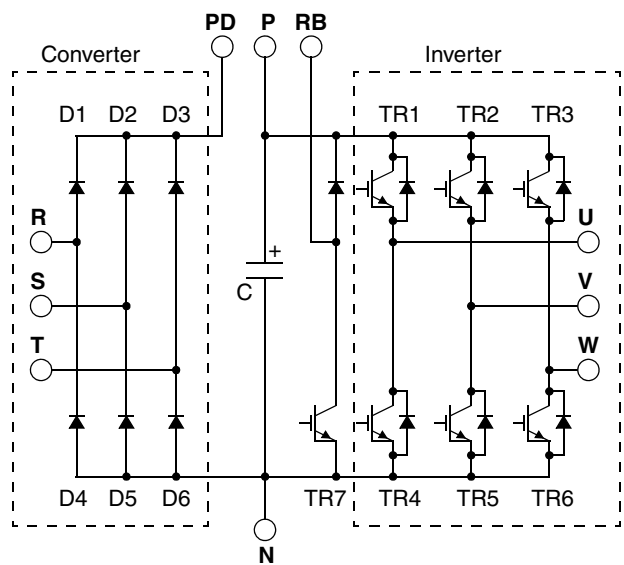 PD P RB
Converter Inverter
D1 D2 D3 TR1 TR2 TR3
R U
+
S C V
T W
D4 D5 D6 TR7 TR4 TR5 TR6
N